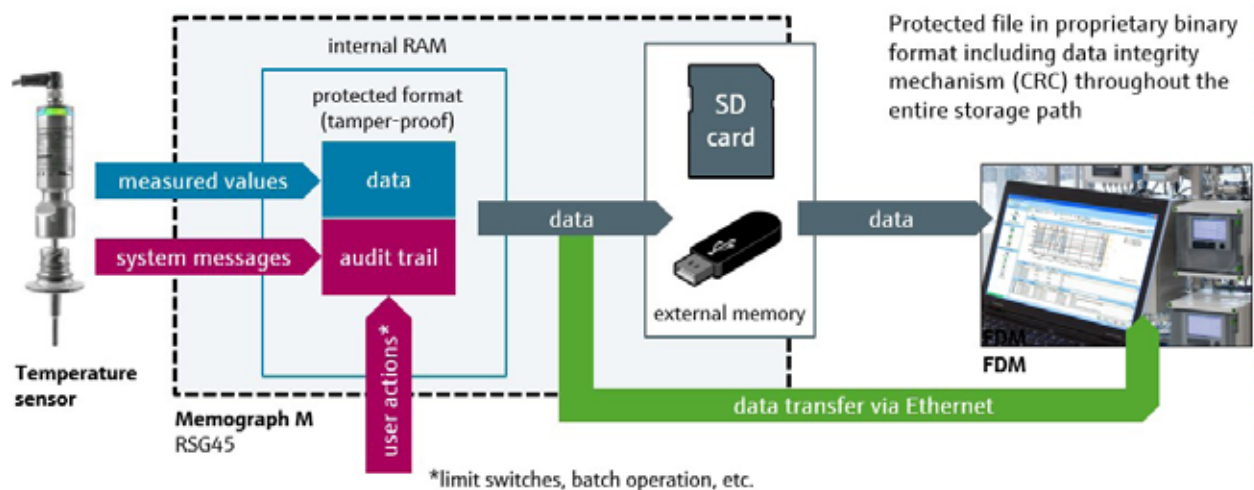 internal RAM
protected format
(tamper-proof)
measured values
data
system messages
audit trail
user actions*
data
SD
card
external memory
data
Protected file in proprietary binary
format including data integrity
mechanism (CRC) throughout the
entire storage path
FDM
FDM
data transfer via Ethernet
Temperature
sensor
Memograph M
RSG45
*limit switches, batch operation, etc.